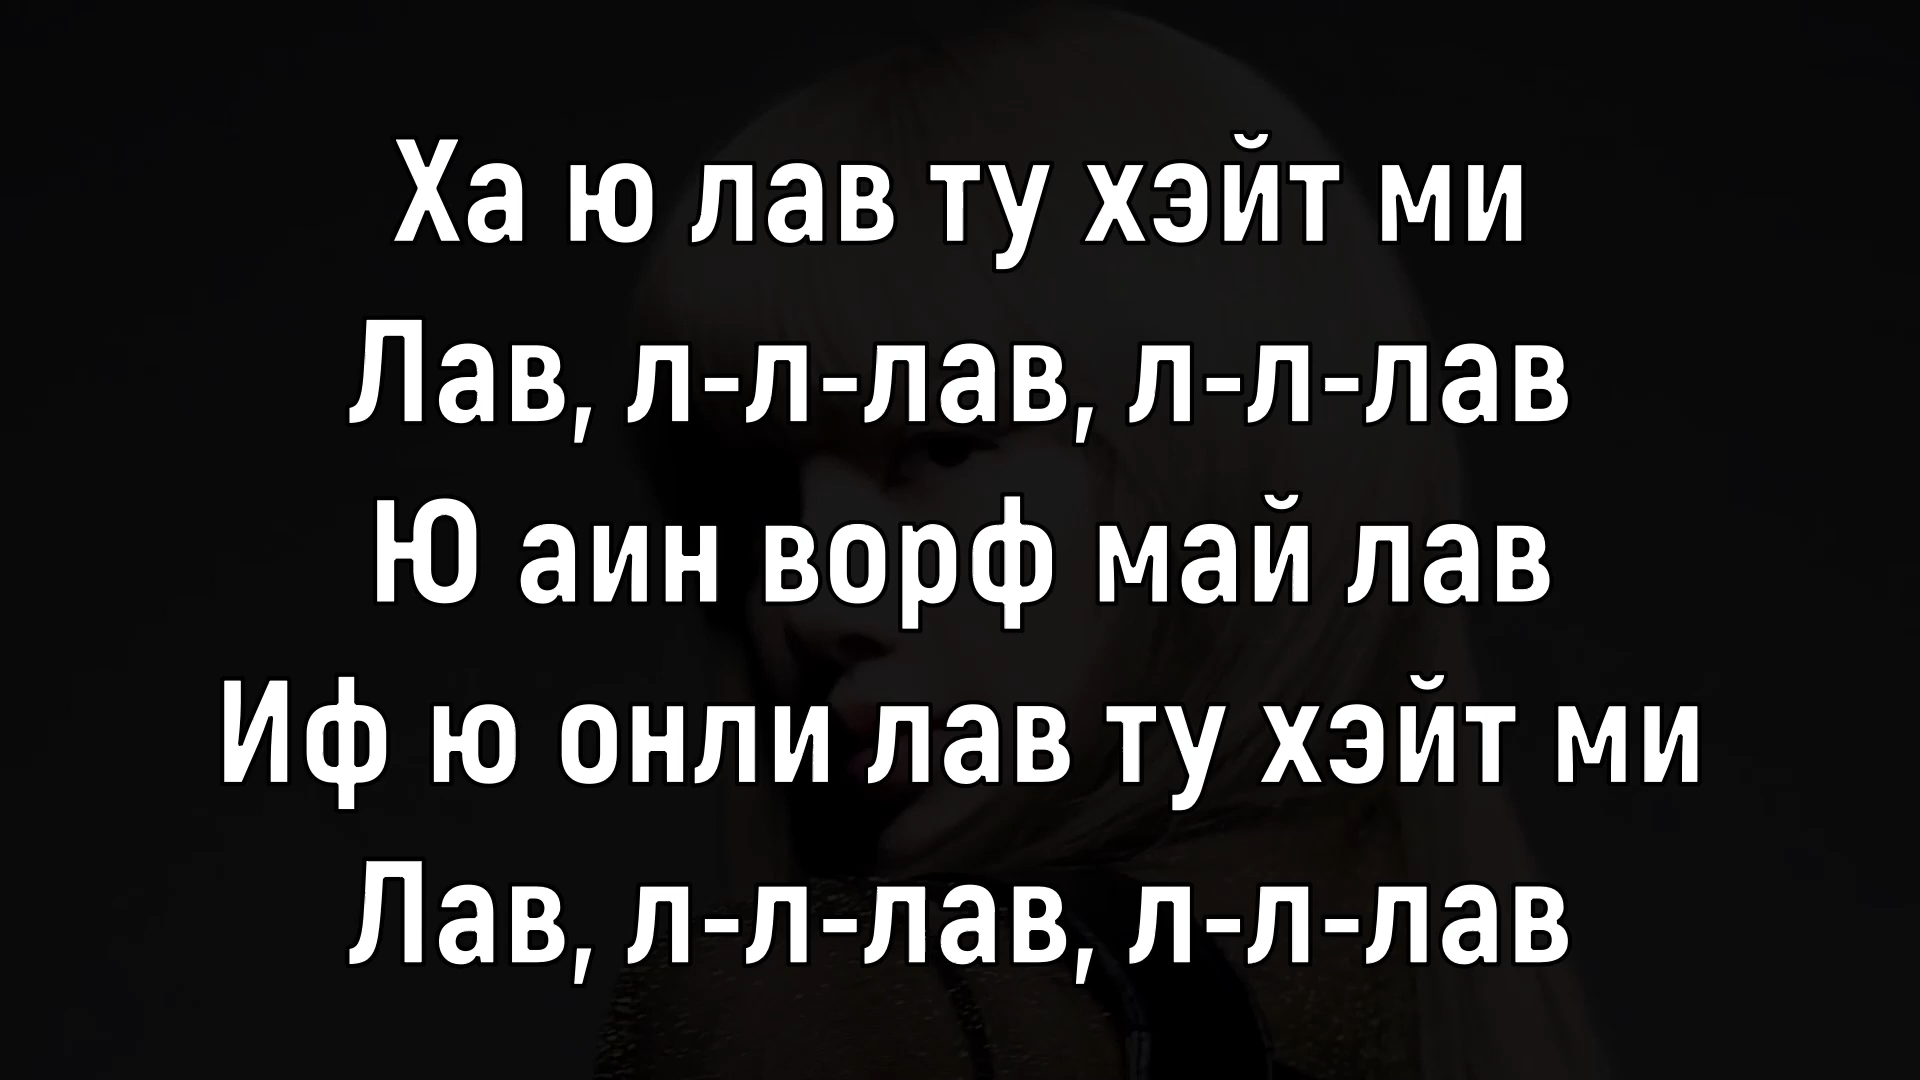 Ха ю лав ту хэйт ми
Лав, л-л-лав, л-л-лав
Ю аин ворф май лав
Иф ю онли лав ту хэйт ми
Лав, л-л-лав, л-л-лав